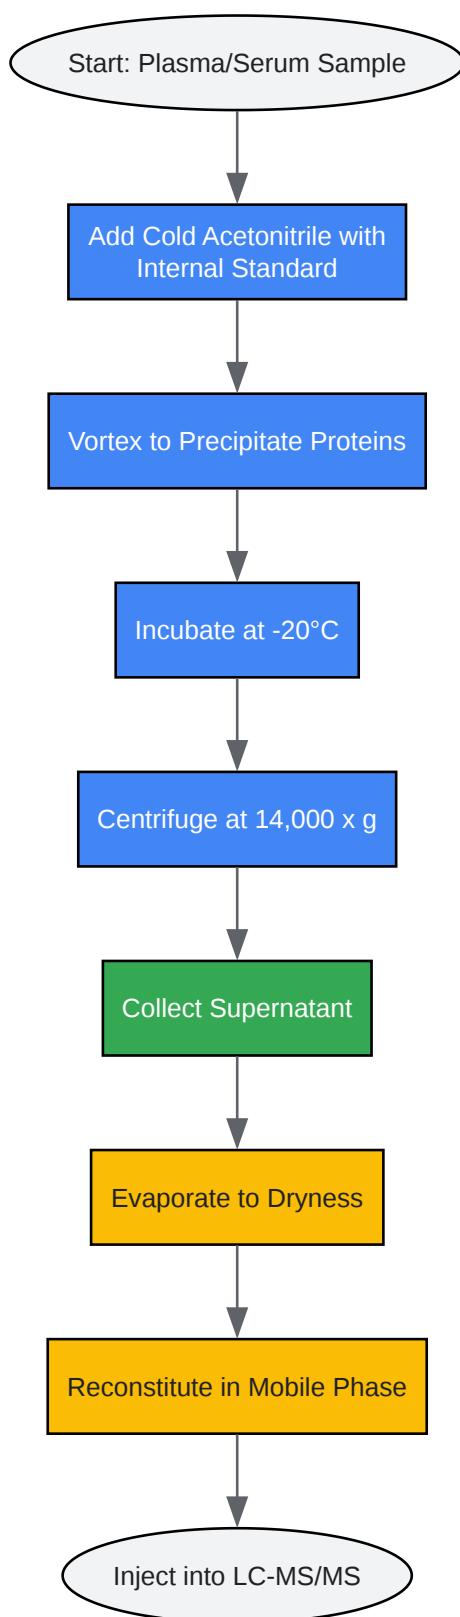 Start: Plasma/Serum Sample
Add Cold Acetonitrile with
Internal Standard
Vortex to Precipitate Proteins
Incubate at -20°C
Centrifuge at 14,000 x g
Collect Supernatant
Evaporate to Dryness
Reconstitute in Mobile Phase
Inject into LC-MS/MS